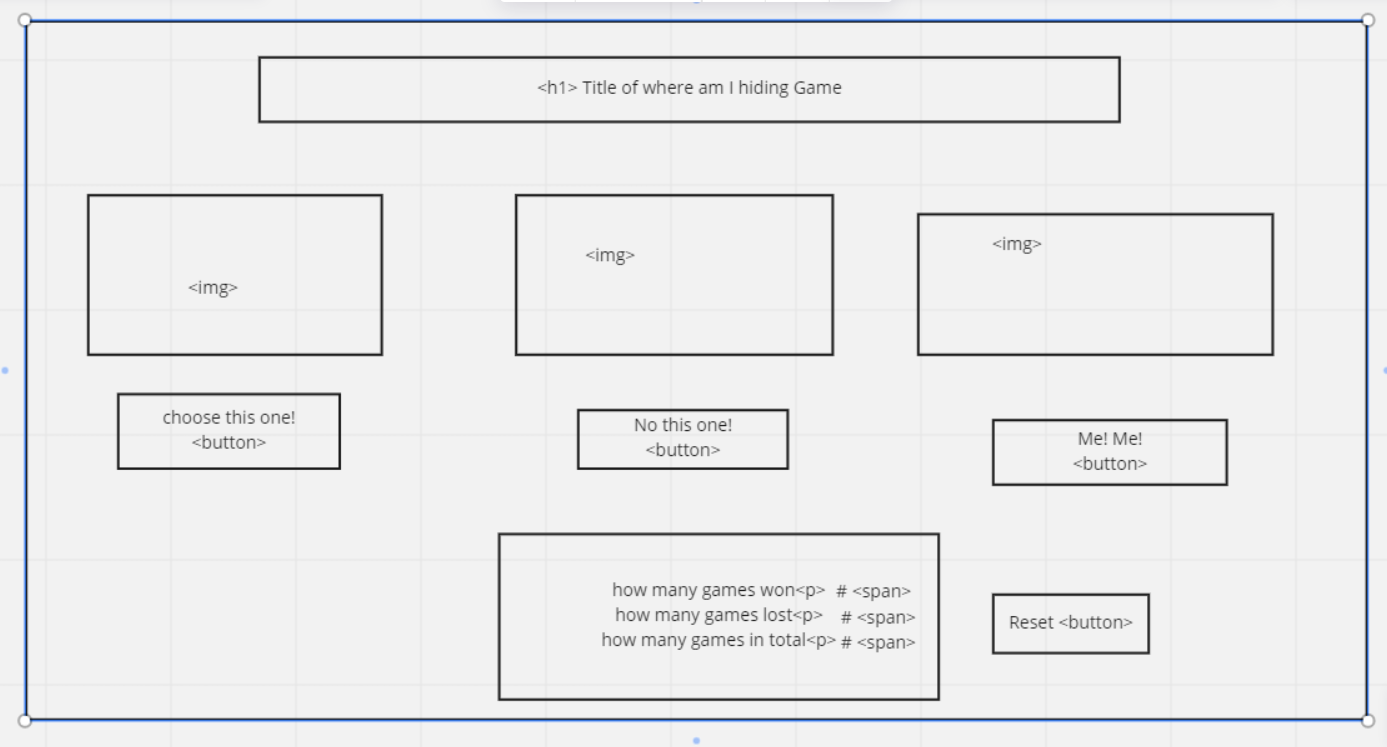 <h1> Title of where am I hiding Game
<img>
<img>
<img>
choose this one!
<button>
No this one!
<button>
Me! Me!
<button>
how many games won<p> # <span>
how many games lost<p> # <span>
how many games in total<p> # <span>
Reset <button>